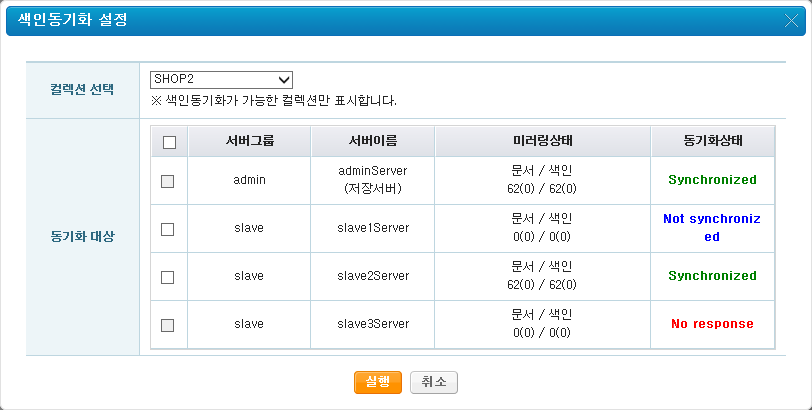 색인동기화 설정
컬렉션 선택
SHOP2
※ 색인동기화가 가능한 컬렉션만 표시합니다.
동기화 대상
서버그룹 서버이름 미러링상태 동기화상태
admin
adminServer
(저장서버)
문서 / 색인
62(0) / 62(0)
Synchronized
slave
slave1Server
문서 / 색인
0(0) / 0(0)
Not synchroniz
ed
slave
slave2Server
문서 / 색인
62(0) / 62(0)
Synchronized
slave
slave3Server
문서 / 색인
0(0) / 0(0)
No response
실행 취소